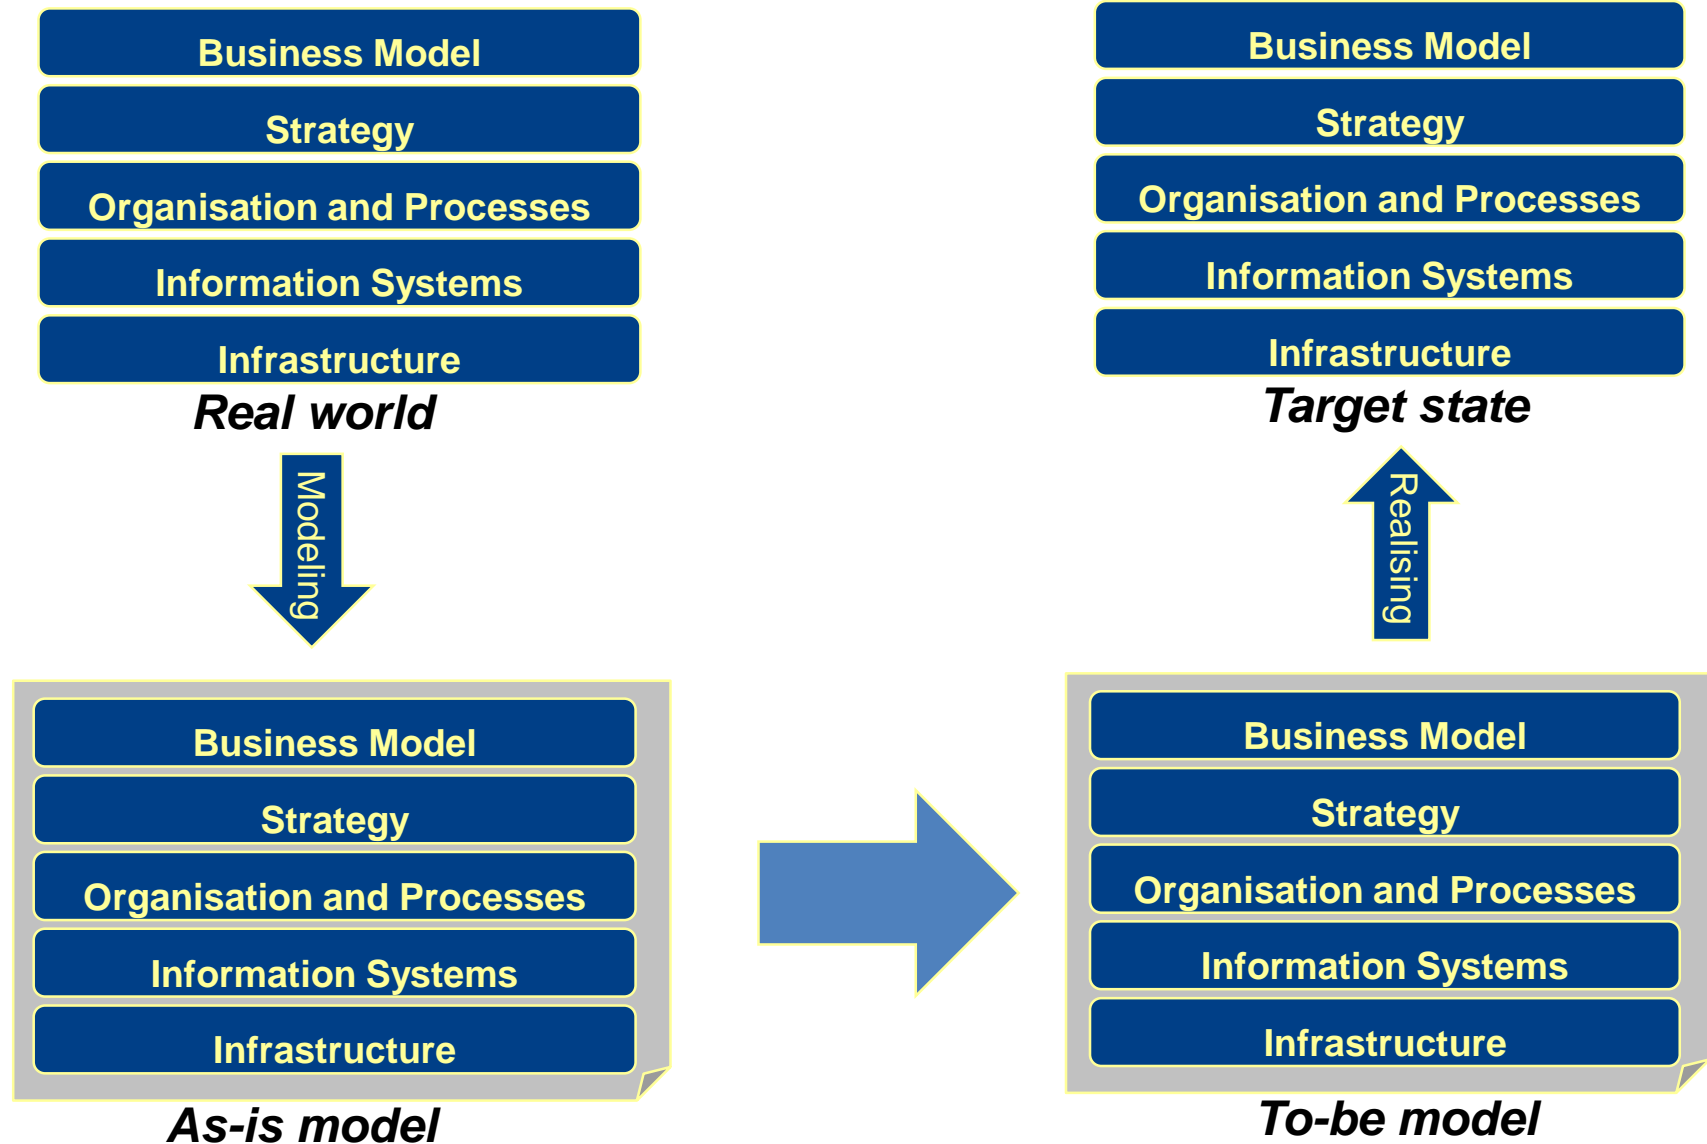 Business Model
Strategy
Organisation and Processes
Information Systems
Infrastructure
Real world
Modeling
Business Model
Strategy
Organisation and Processes
Information Systems
Infrastructure
As-is model
Business Model
Strategy
Organisation and Processes
Information Systems
Infrastructure
Target state
Realising
Business Model
Strategy
Organisation and Processes
Information Systems
Infrastructure
To-be model